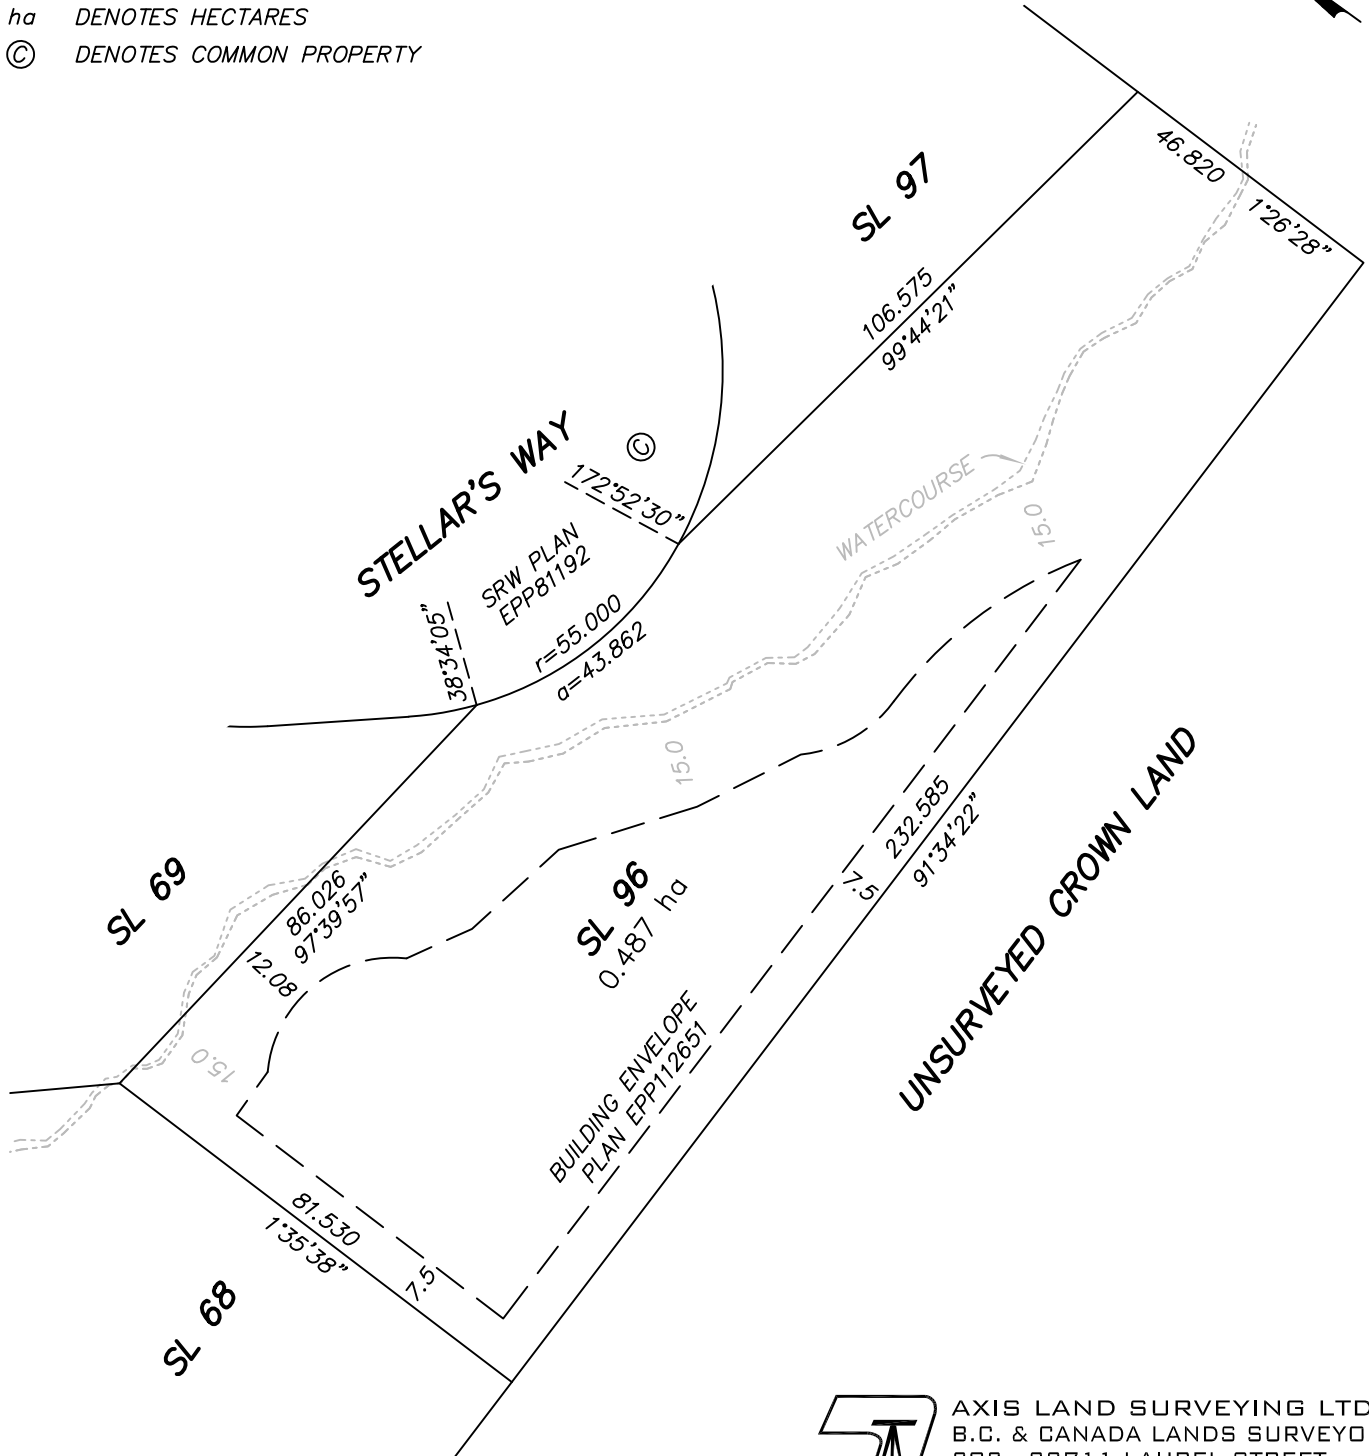 ha DENOTES HECTARES
© DENOTES COMMON PROPERTY
46.820
1°26'28"
SL 97
106.575
99°44'21"
STELLAR'S WAY
©
172°52'30"
SRW PLAN
EPP81192
38°34'05"
r=55.000
a=43.862
WATERCOURSE
15.0
15.0
232.585
91°34'22"
7.5
UNSURVEYED CROWN LAND
SL 69
86.026
97°39'57"
12.08
SL 96
0.487 ha
15.0
BUILDING ENVELOPE
PLAN EPP112651
81.530
1°35'38"
7.5
SL 68
AXIS LAND SURVEYING LTD
B.C. & CANADA LANDS SURVEYO